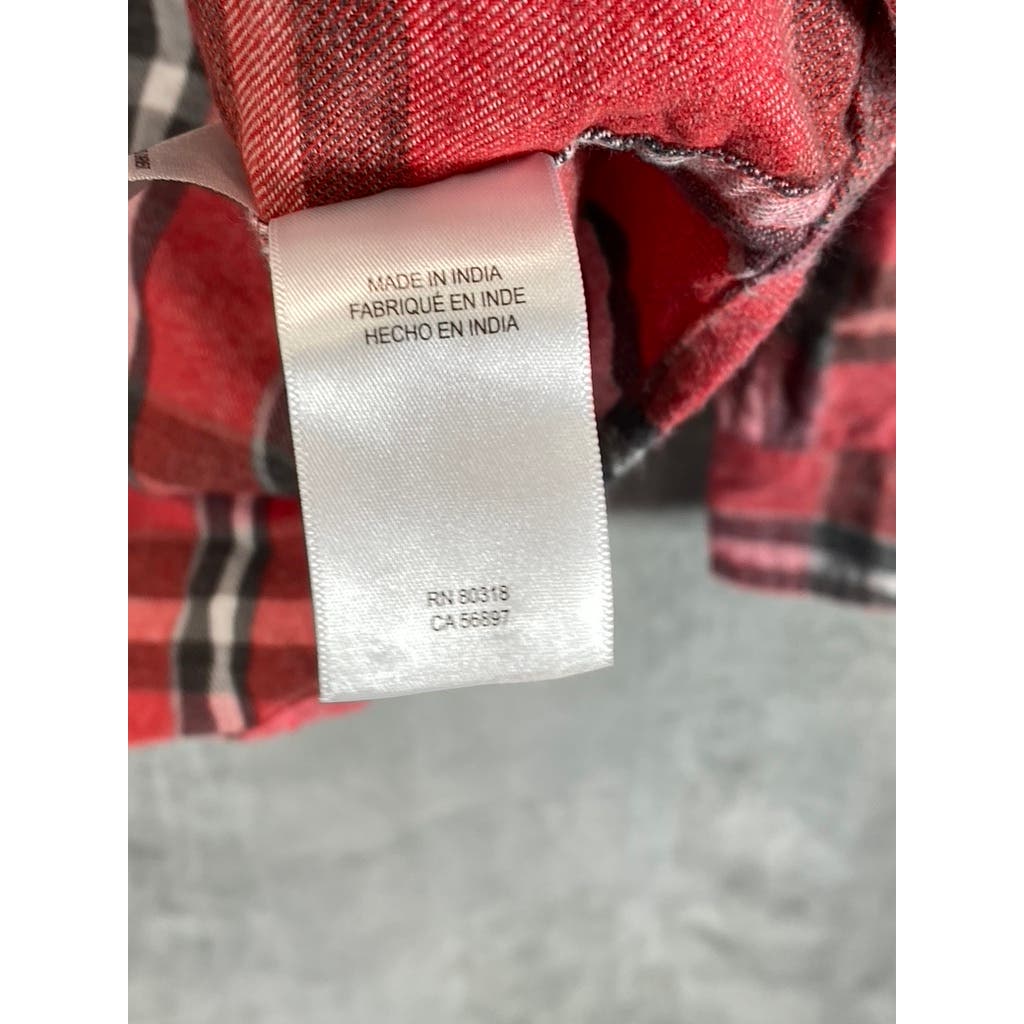 MADE IN INDIA
FABRIQUÉ EN INDE
HECHO EN INDIA
RN 80318
CA 56897